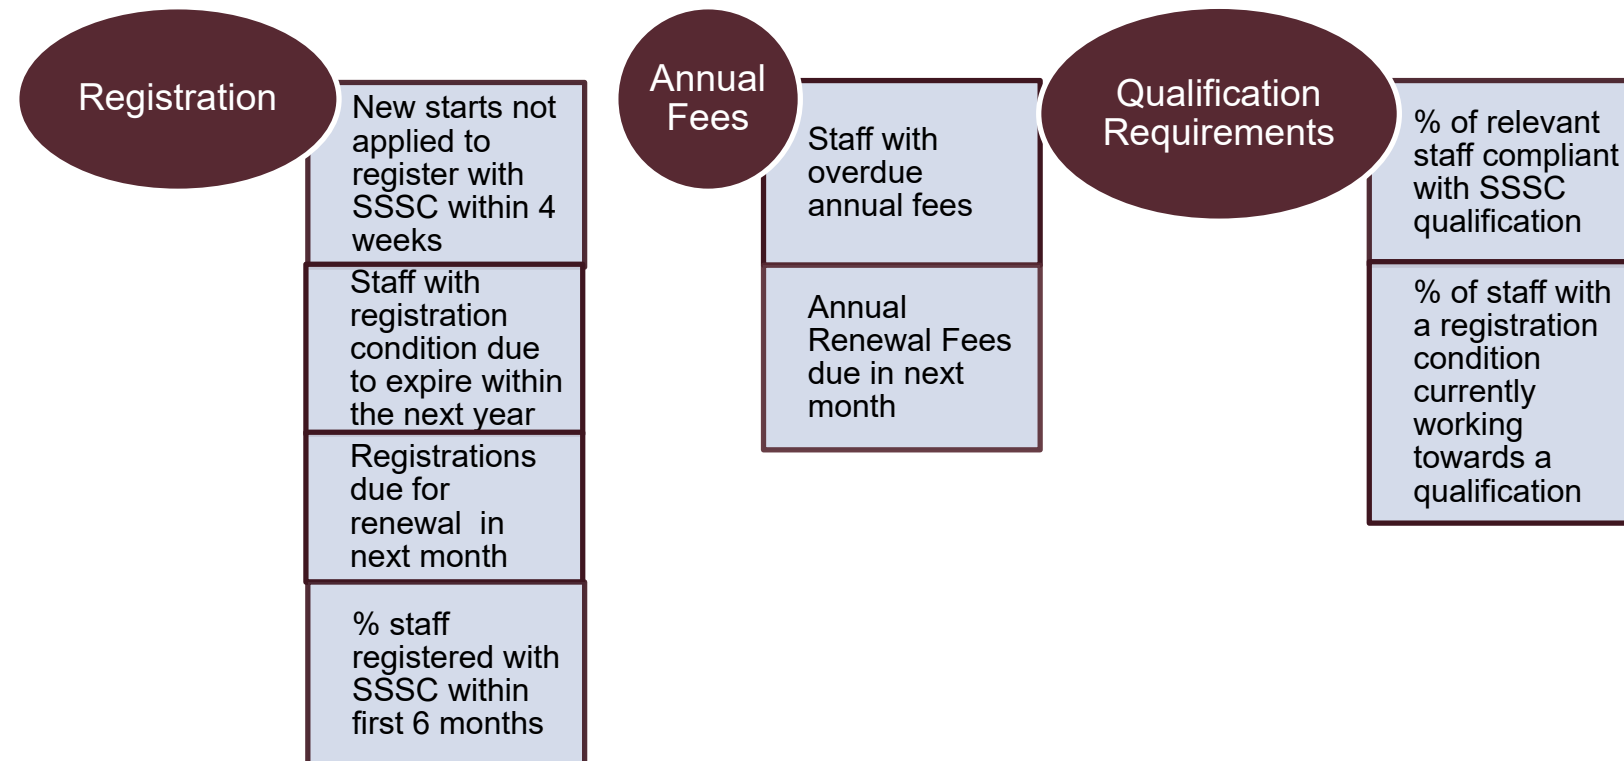 Registration
New starts not
applied to
register with
SSSC within 4
weeks
Staff with
registration
condition due
to expire within
the next year
Registrations
due for
renewal  in
next month
% staff
registered with
SSSC within
first 6 months
Annual
Fees
Staff with
overdue
annual fees
Annual
Renewal Fees
due in next
month
Qualification
Requirements
% of relevant
staff compliant
with SSSC
qualification
% of staff with
a registration
condition
currently
working
towards a
qualification